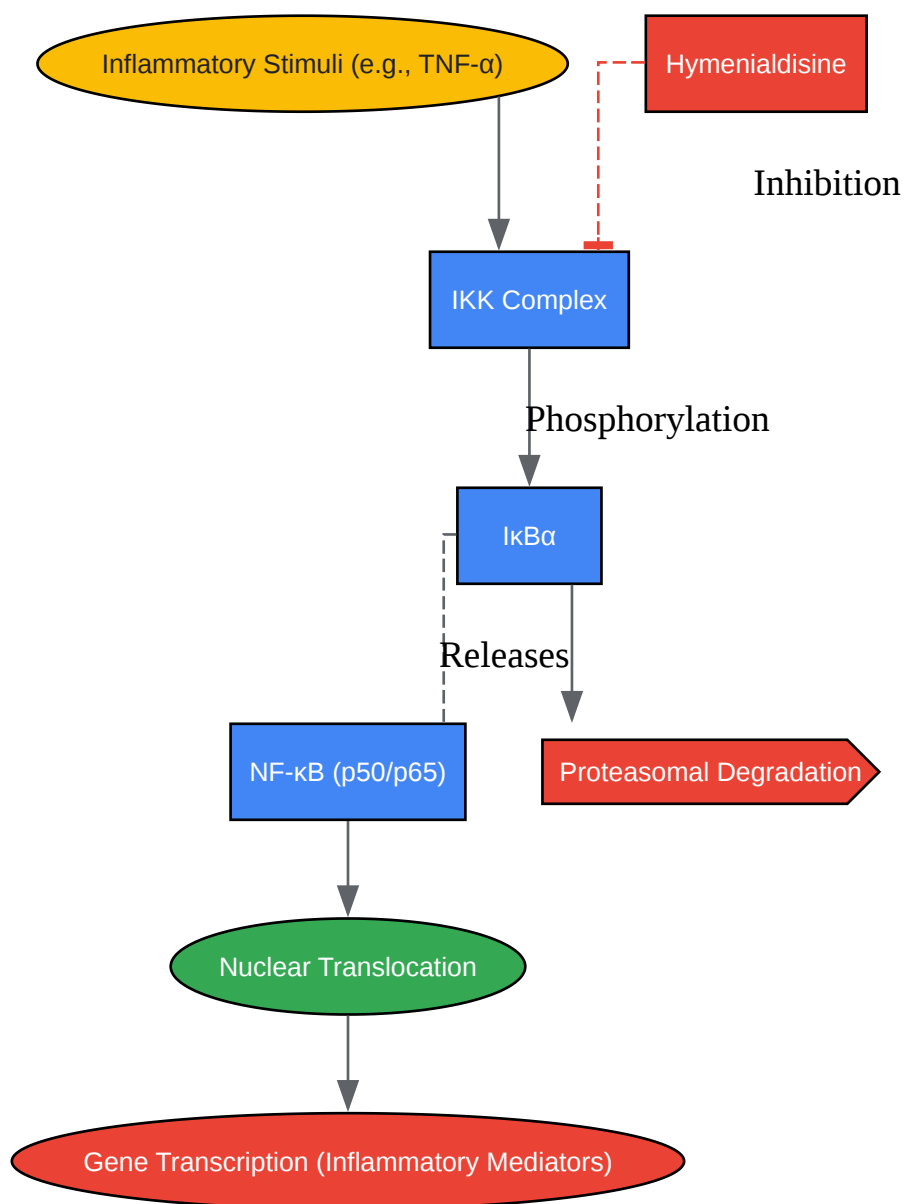 Inflammatory Stimuli (e.g., TNF-α)
Hymenialdisine
Inhibition
IKK Complex
Phosphorylation
IκBα
Releases
NF-κB (p50/p65)
Proteasomal Degradation
Nuclear Translocation
Gene Transcription (Inflammatory Mediators)